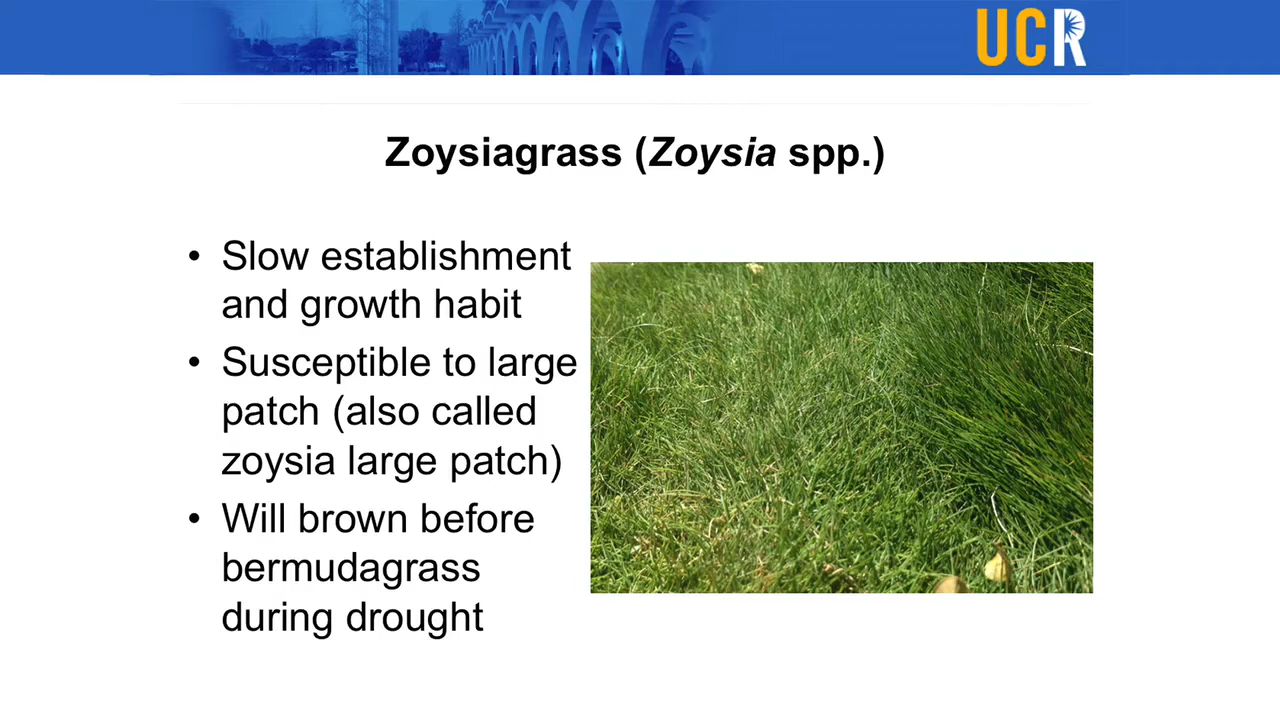 UCR
Zoysiagrass (Zoysia spp.)
• Slow establishment
and growth habit
• Susceptible to large
patch (also called
zoysia large patch)
• Will brown before
bermudagrass
during drought